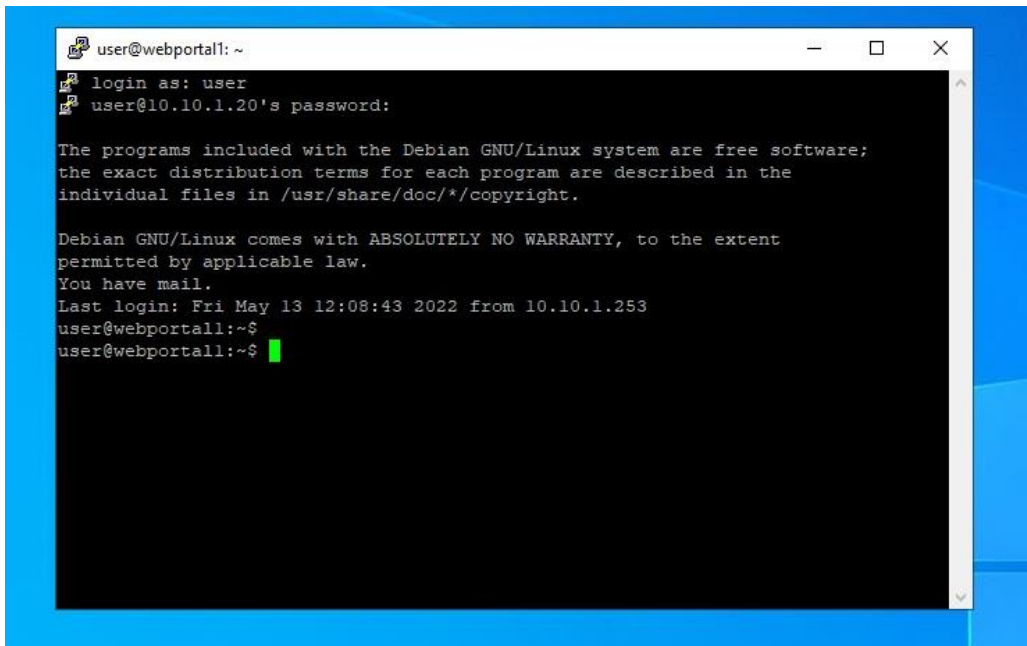 user@webportal1: ~
login as: user
user@10.10.1.20's password:
The programs included with the Debian GNU/Linux system are free software;
the exact distribution terms for each program are described in the
individual files in /usr/share/doc/*/copyright.
Debian GNU/Linux comes with ABSOLUTELY NO WARRANTY, to the extent
permitted by applicable law.
You have mail.
Last login: Fri May 13 12:08:43 2022 from 10.10.1.253
user@webportal1:~$
user@webportal1:~$